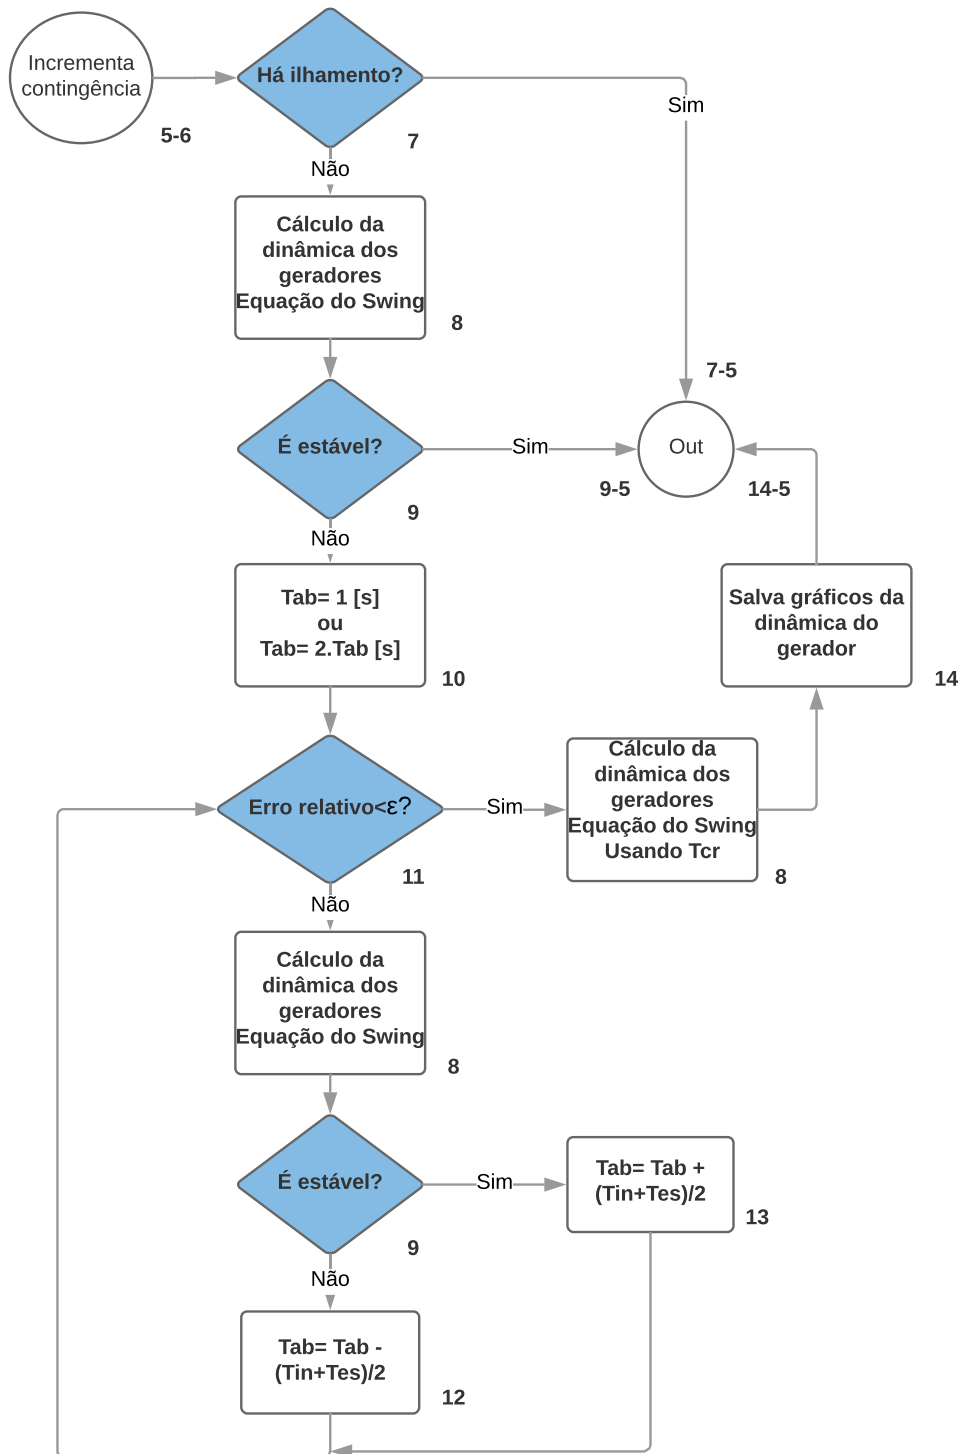 Incrementa
contingência
5-6
Há ilhamento?
7
Sim
Não
Cálculo da
dinâmica dos
geradores
Equação do Swing
8
7-5
É estável?
9
Sim
9-5
Out
14-5
Não
Tab= 1 [s]
ou
Tab= 2.Tab [s]
10
Salva gráficos da
dinâmica do
gerador
14
Erro relativo<ε?
11
Sim
Cálculo da
dinâmica dos
geradores
Equação do Swing
Usando Tcr
8
Não
Cálculo da
dinâmica dos
geradores
Equação do Swing
8
É estável?
9
Sim
Tab= Tab +
(Tin+Tes)/2
13
Não
Tab= Tab -
(Tin+Tes)/2
12